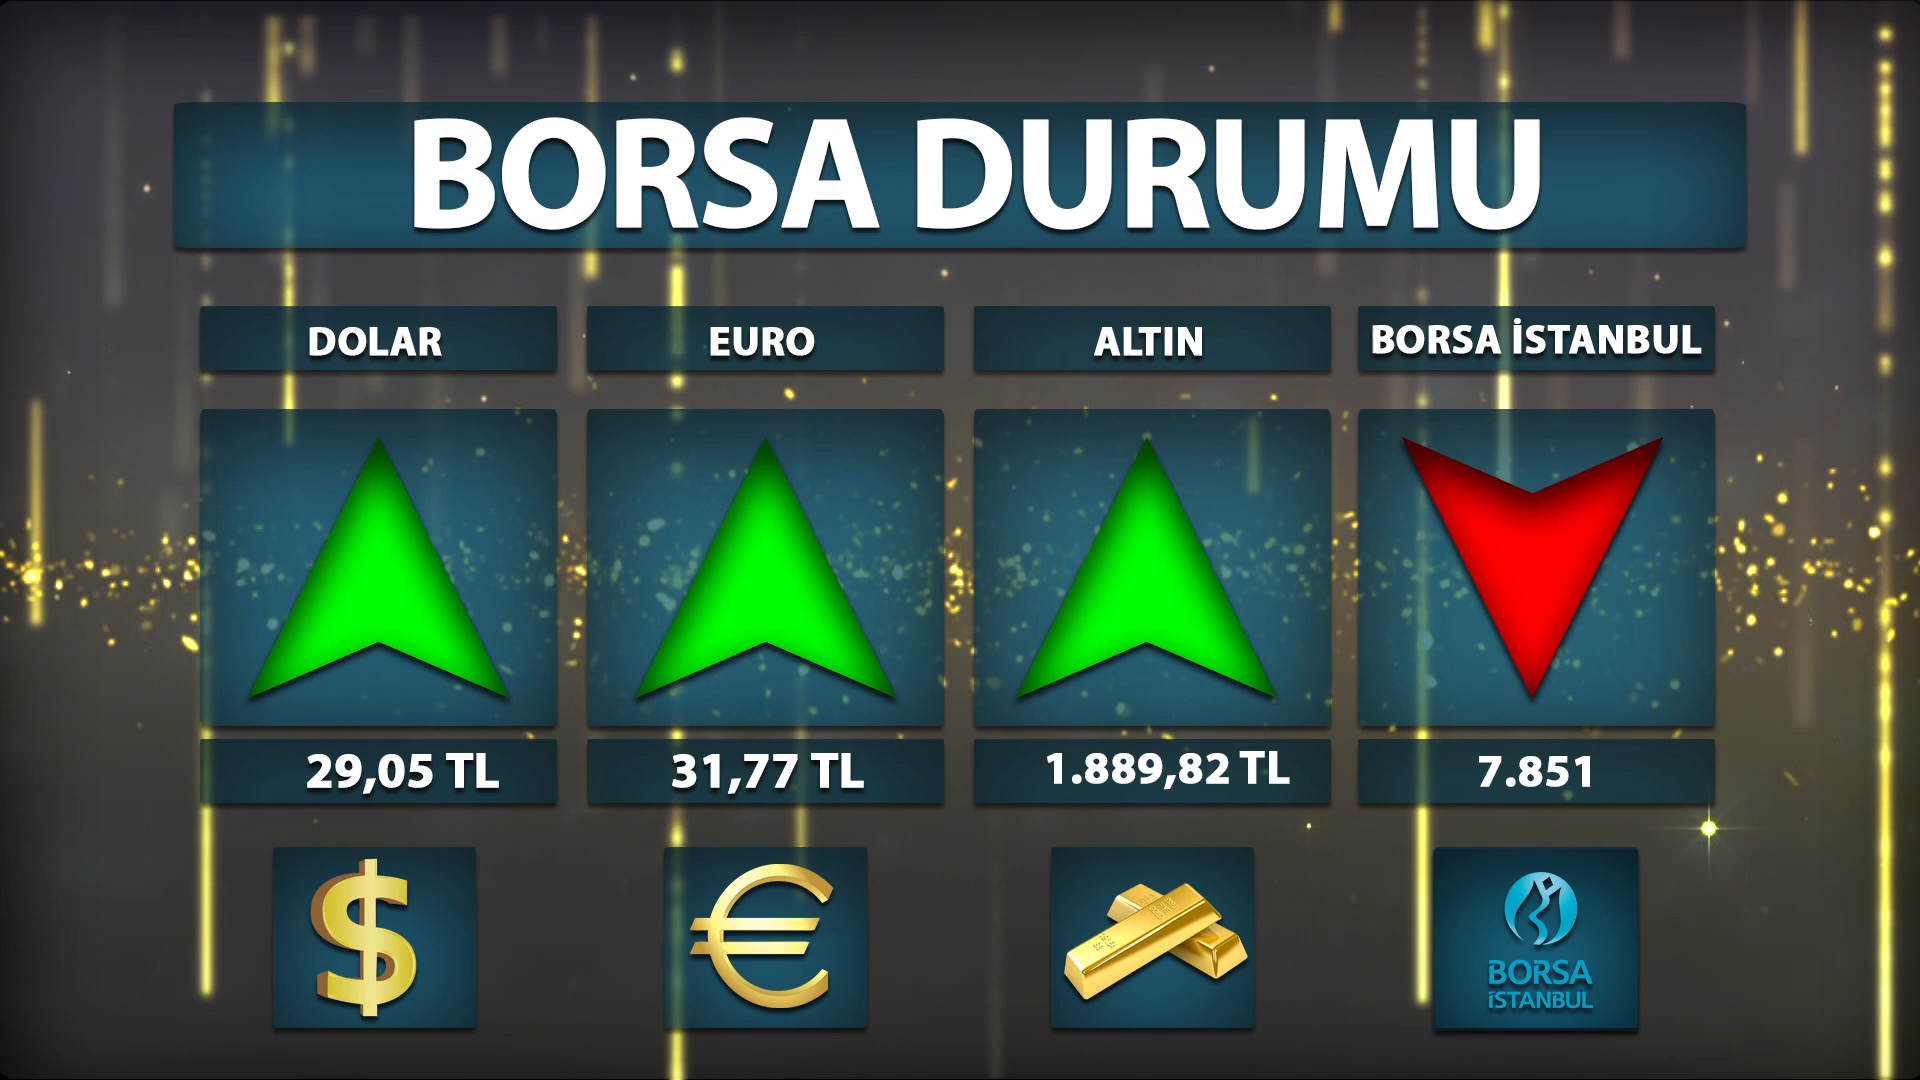 BORSA DURUMU
DOLAR
EURO
ALTIN
BORSA İSTANBUL
29,05 TL
31,77 TL
1.889,82 TL
7.851
$
€
BORSA
İSTANBUL